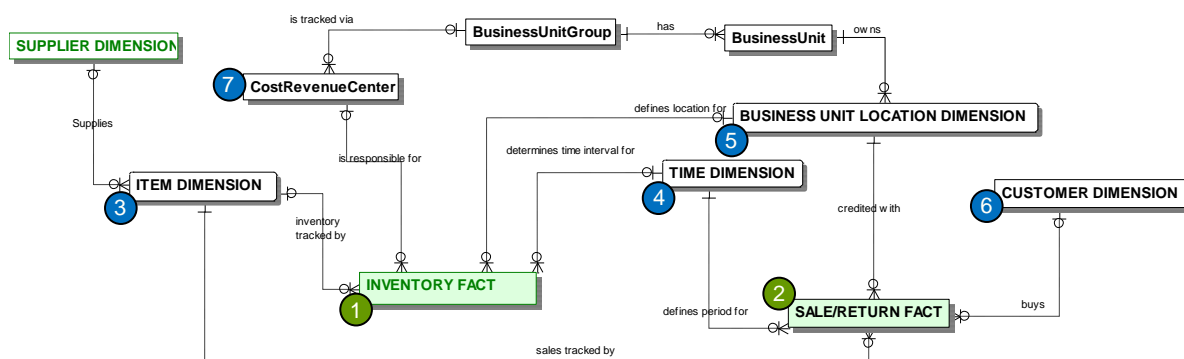 is tracked via
BusinessUnitGroup
has
BusinessUnit
owns
SUPPLIER DIMENSION
7
CostRevenueCenter
defines location for
BUSINESS UNIT LOCATION DIMENSION
5
Supplies
is responsible for
determines time interval for
ITEM DIMENSION
3
TIME DIMENSION
4
CUSTOMER DIMENSION
6
credited with
inventory
tracked by
INVENTORY FACT
1
2
defines period for
SALE/RETURN FACT
buys
sales tracked by